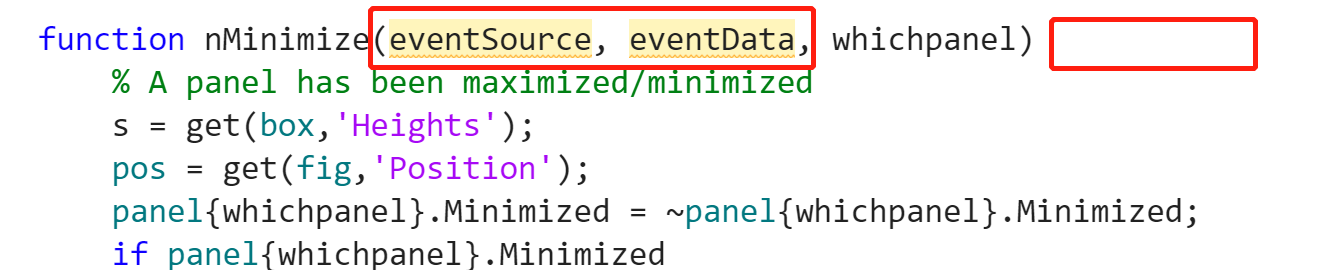 function nMinimize(eventSource, eventData, whichpanel)
% A panel has been maximized/minimized
s = get(box,'Heights');
pos = get(fig,'Position');
panel{whichpanel}.Minimized = ~panel{whichpanel}.Minimized;
if panel{whichpanel}.Minimized